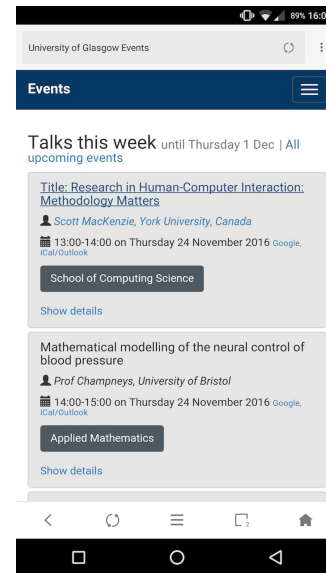 89% 16:0
University of Glasgow Events
Events
Talks this week until Thursday 1 Dec | All
upcoming events
Title: Research in Human-Computer Interaction:
Methodology Matters
Scott MacKenzie, York University, Canada
13:00-14:00 on Thursday 24 November 2016 Google,
iCal/Outlook
School of Computing Science
Show details
Mathematical modelling of the neural control of
blood pressure
Prof Champneys, University of Bristol
14:00-15:00 on Thursday 24 November 2016 Google,
iCal/Outlook
Applied Mathematics
Show details
2